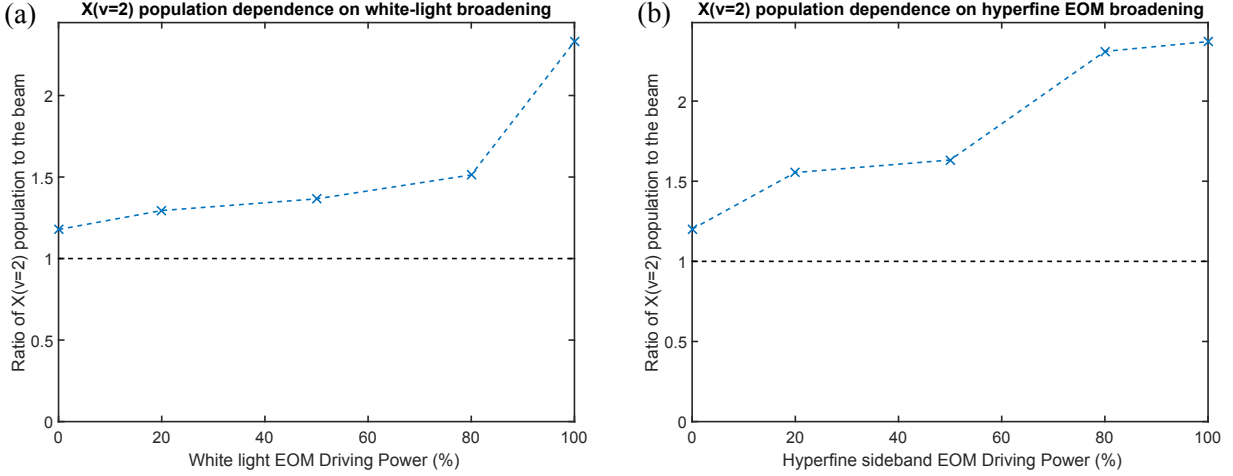 (a)
X(v=2) population dependence on white-light broadening
Ratio of X(v=2) population to the beam
2
1.5
1
0.5
0
0
20
40
60
80
100
White light EOM Driving Power (%)
(b)
X(v=2) population dependence on hyperfine EOM broadening
Ratio of X(v=2) population to the beam
2
1.5
1
0.5
0
0
20
40
60
80
100
Hyperfine sideband EOM Driving Power (%)